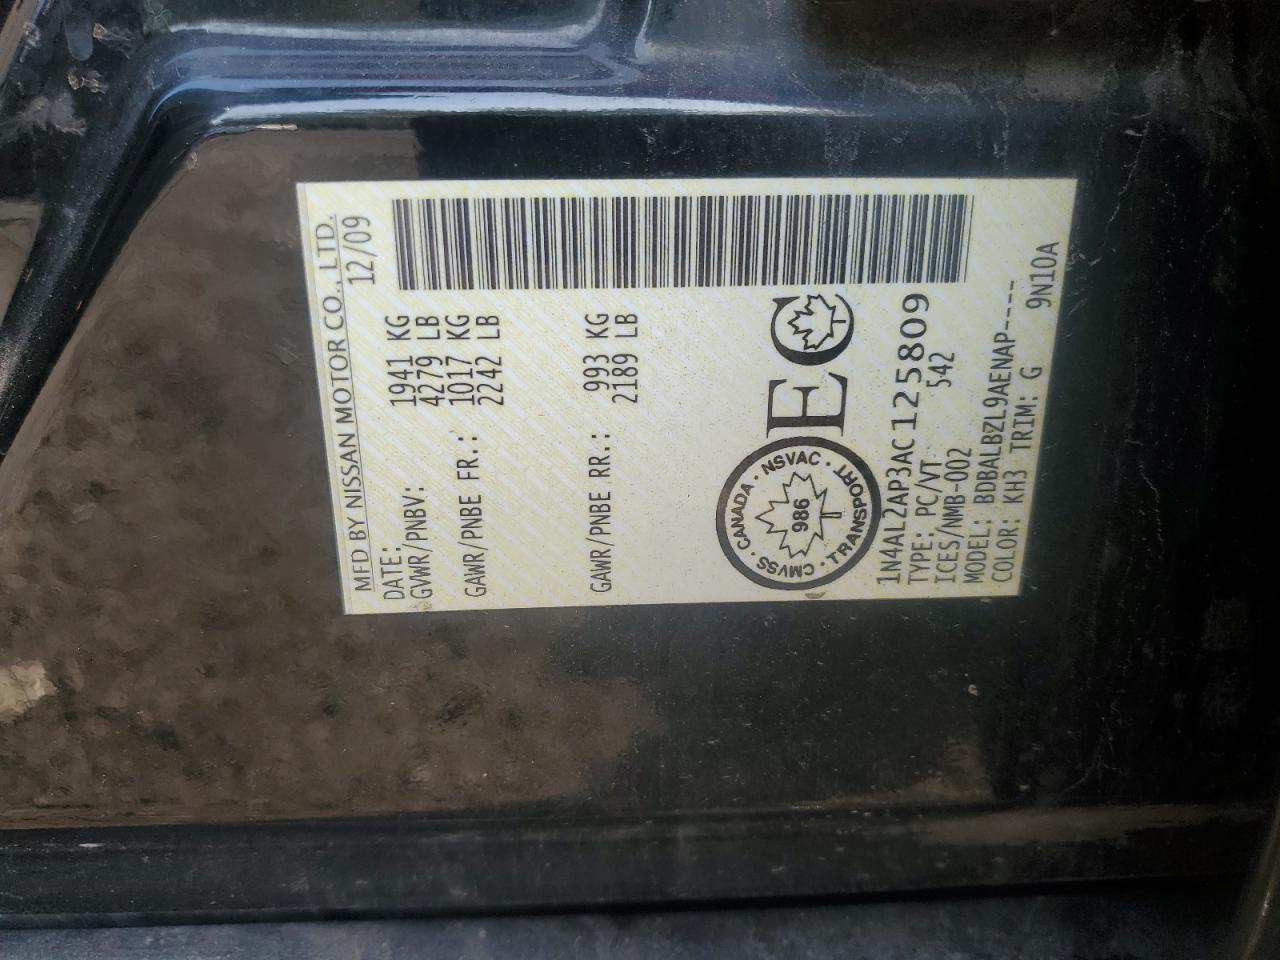 MFD BY NISSAN MOTOR CO., LTD.
DATE: 12/09
GVWR/PNBV: 1941 KG
4279 LB
GAWR/PNBE FR.: 1017 KG
2242 LB
GAWR/PNBE RR.: 993 KG
2189 LB
CMVSS · CANADA · NSVAC · TRANSPORT ·
986
EC
1N4AL2AP3AC125809
TYPE: PC/VT 542
ICES/NMB-002
MODEL: BDBALBZL9AENAP-----
COLOR: KH3 TRIM: G 9N10A